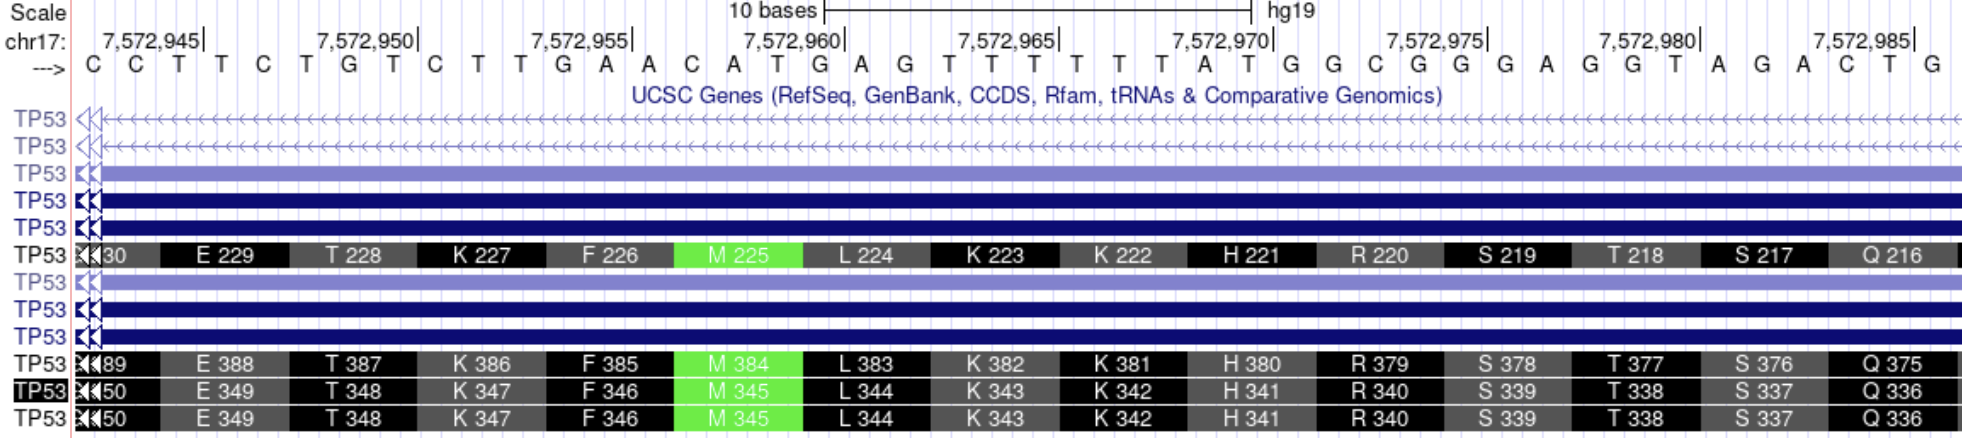 Scale 10 bases hg19
chr17: 7,572,945 7,572,950 7,572,955 7,572,960 7,572,965 7,572,970 7,572,975 7,572,980 7,572,985
---> C C T T C T G T C T T G A A C A T G A G T T T T T T A T G G C G G G A G G T A G A C T G
UCSC Genes (RefSeq, GenBank, CCDS, Rfam, tRNAs & Comparative Genomics)
TP53
TP53
TP53
TP53
TP53
TP53 30 E 229 T 228 K 227 F 226 M 225 L 224 K 223 K 222 H 221 R 220 S 219 T 218 S 217 Q 216
TP53
TP53
TP53
TP53 89 E 388 T 387 K 386 F 385 M 384 L 383 K 382 K 381 H 380 R 379 S 378 T 377 S 376 Q 375
TP53 50 E 349 T 348 K 347 F 346 M 345 L 344 K 343 K 342 H 341 R 340 S 339 T 338 S 337 Q 336
TP53 50 E 349 T 348 K 347 F 346 M 345 L 344 K 343 K 342 H 341 R 340 S 339 T 338 S 337 Q 336